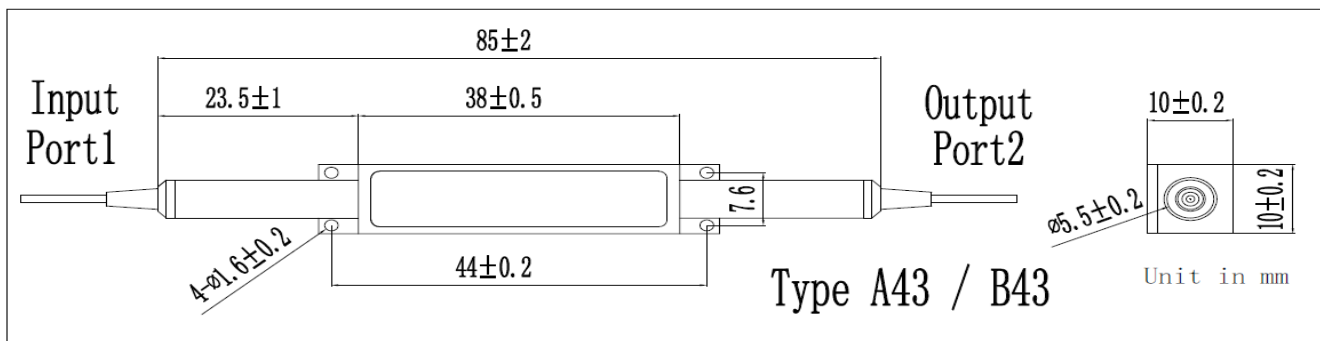 85±2
23.5±1
38±0.5
Input
Port1
Output
Port2
10±0.2
7.6
10±0.2
ø5.5±0.2
4-ø1.6±0.2
44±0.2
Type A43 / B43
Unit in mm